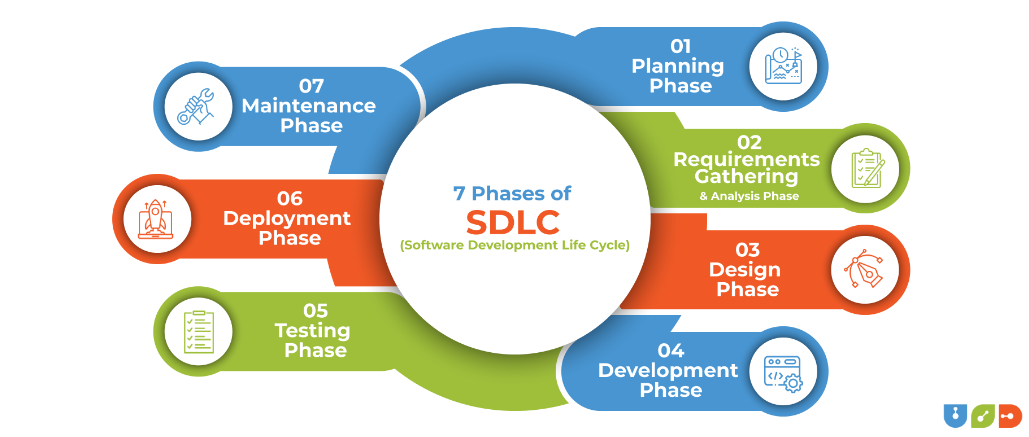 7 Phases of
SDLC
(Software Development Life Cycle)
01
Planning
Phase
02
Requirements
Gathering
& Analysis Phase
03
Design
Phase
04
Development
Phase
05
Testing
Phase
06
Deployment
Phase
07
Maintenance
Phase